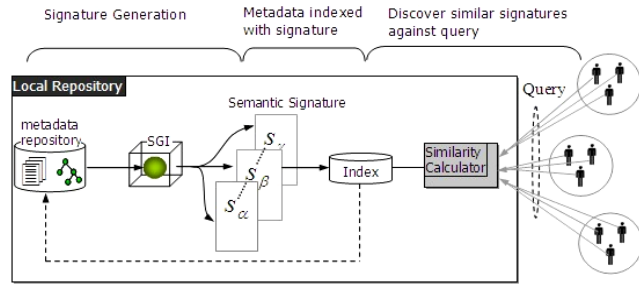 Signature Generation
Metadata indexed
with signature
Discover similar signatures
against query
Local Repository
Query
metadata
repository
SGI
Semantic Signature
S γ
S β
S α
Index
Similarity
Calculator